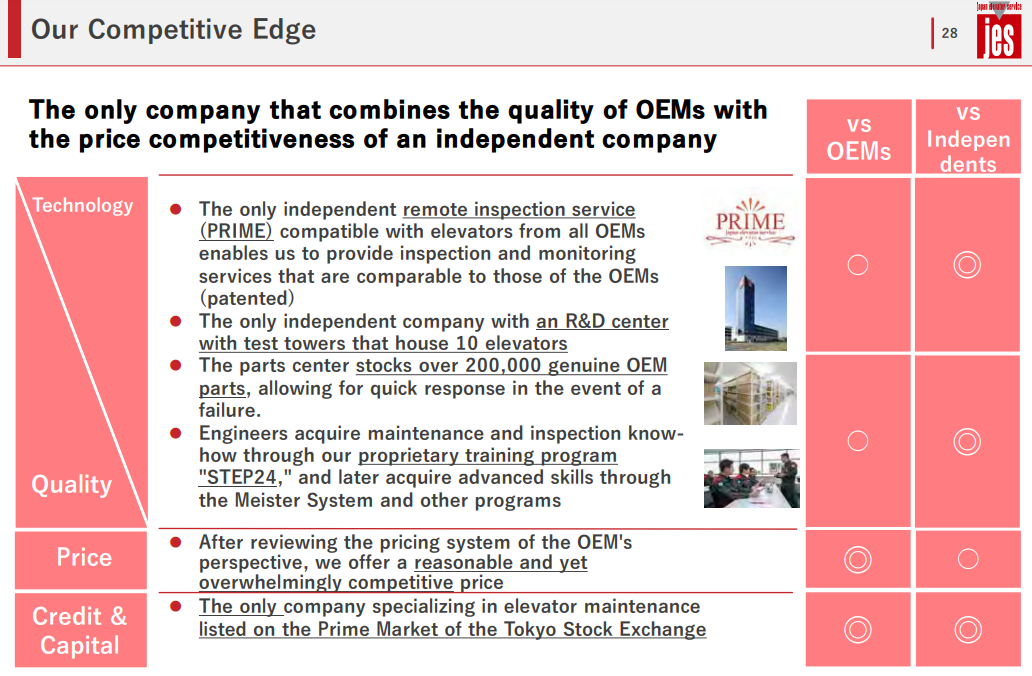 Our Competitive Edge
28
Japan elevator service
jes
The only company that combines the quality of OEMs with
the price competitiveness of an independent company
vs
OEMs
vs
Indepen
dents
Technology
Quality
● The only independent remote inspection service
(PRIME) compatible with elevators from all OEMs
enables us to provide inspection and monitoring
services that are comparable to those of the OEMs
(patented)
● The only independent company with an R&D center
with test towers that house 10 elevators
● The parts center stocks over 200,000 genuine OEM
parts, allowing for quick response in the event of a
failure.
● Engineers acquire maintenance and inspection know-
how through our proprietary training program
"STEP24," and later acquire advanced skills through
the Meister System and other programs
PRIME
Japan elevator service
○ ◎
○ ◎
Price
● After reviewing the pricing system of the OEM's
perspective, we offer a reasonable and yet
overwhelmingly competitive price
◎ ○
Credit &
Capital
● The only company specializing in elevator maintenance
listed on the Prime Market of the Tokyo Stock Exchange
◎ ◎